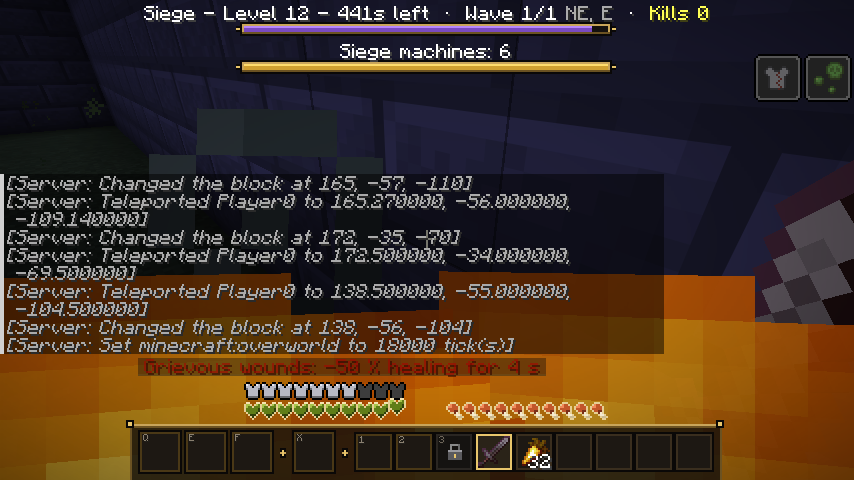 Siege - Level 12 - 441s left · Wave 1/1 NE, E · Kills 0
Siege machines: 6
[Server: Changed the block at 165, -57, -110]
[Server: Teleported Player0 to 165.270000, -56.000000,
-109.140000]
[Server: Changed the block at 172, -35, -70]
[Server: Teleported Player0 to 172.500000, -34.000000,
-69.500000]
[Server: Teleported Player0 to 138.500000, -55.000000,
-104.500000]
[Server: Changed the block at 138, -56, -104]
[Server: Set minecraft:overworld to 18000 tick(s)]
Grievous wounds: -50 % healing for 4 s
Q E F X 1 2 3
32